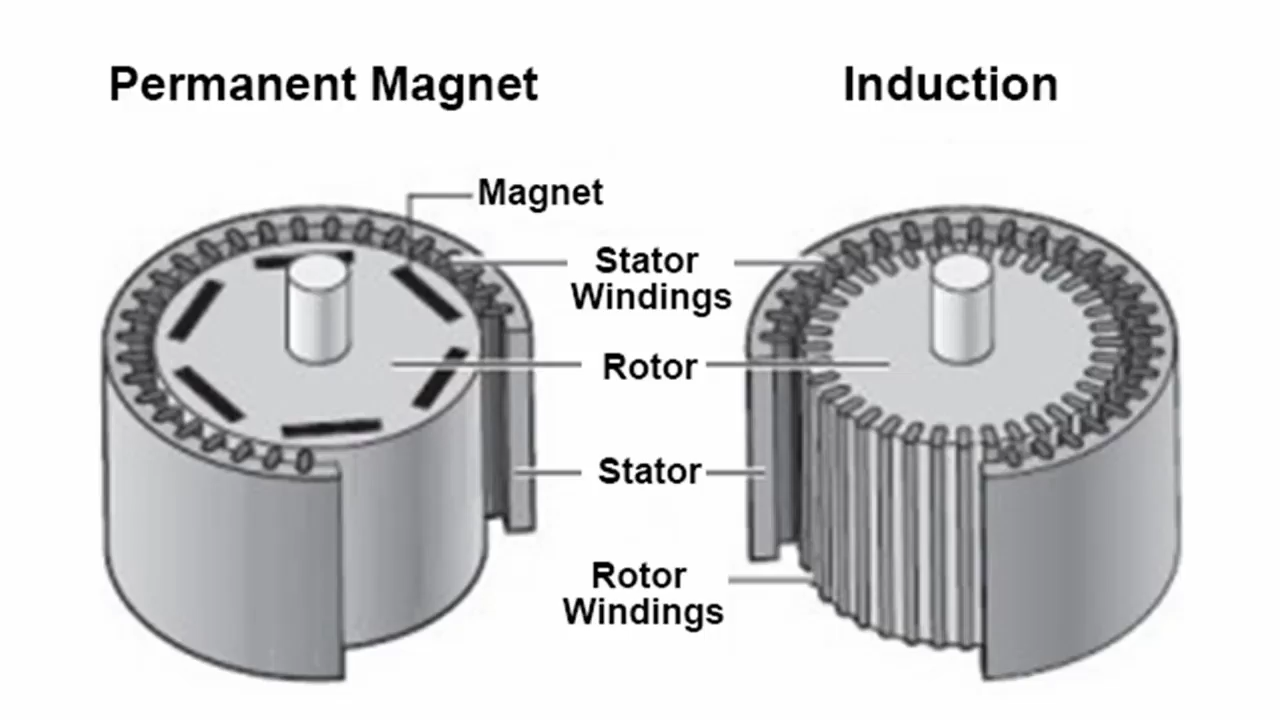 Permanent Magnet
Induction
Magnet
Stator
Windings
Rotor
Stator
Rotor
Windings